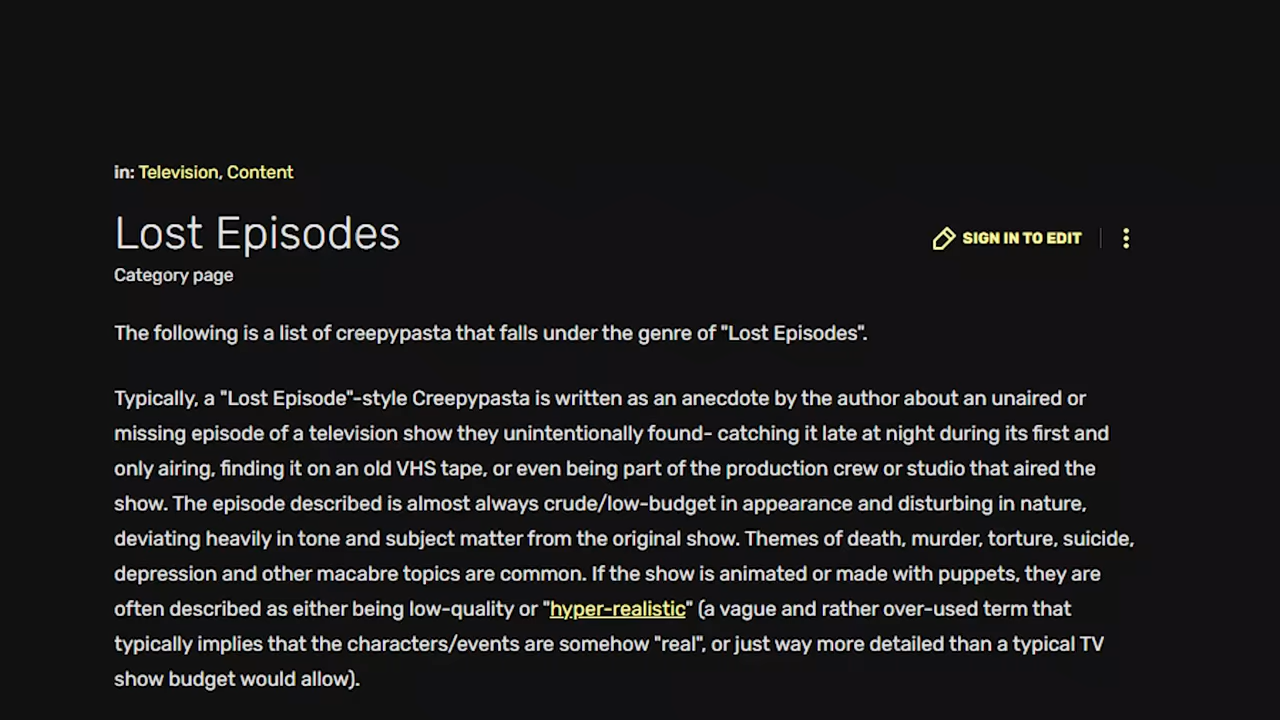 in: Television, Content
Lost Episodes
SIGN IN TO EDIT
Category page
The following is a list of creepypasta that falls under the genre of "Lost Episodes".
Typically, a "Lost Episode"-style Creepypasta is written as an anecdote by the author about an unaired or
missing episode of a television show they unintentionally found- catching it late at night during its first and
only airing, finding it on an old VHS tape, or even being part of the production crew or studio that aired the
show. The episode described is almost always crude/low-budget in appearance and disturbing in nature,
deviating heavily in tone and subject matter from the original show. Themes of death, murder, torture, suicide,
depression and other macabre topics are common. If the show is animated or made with puppets, they are
often described as either being low-quality or "hyper-realistic" (a vague and rather over-used term that
typically implies that the characters/events are somehow "real", or just way more detailed than a typical TV
show budget would allow).